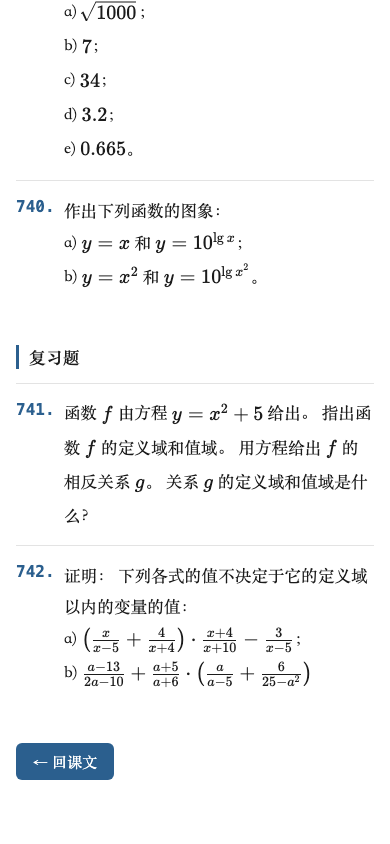 a) √1000 ;
b) 7 ;
c) 34 ;
d) 3.2 ;
e) 0.665。
740. 作出下列函数的图象：
a) y = x 和 y = 10^{lg x} ;
b) y = x² 和 y = 10^{lg x²} 。
复习题
741. 函数 f 由方程 y = x² + 5 给出。 指出函
数 f 的定义域和值域。 用方程给出 f 的
相反关系 g。 关系 g 的定义域和值域是什
么?
742. 证明： 下列各式的值不决定于它的定义域
以内的变量的值：
a) (x/(x−5) + 4/(x+4)) · (x+4)/(x+10) − 3/(x−5) ;
b) (a−13)/(2a−10) + (a+5)/(a+6) · (a/(a−5) + 6/(25−a²))
← 回课文